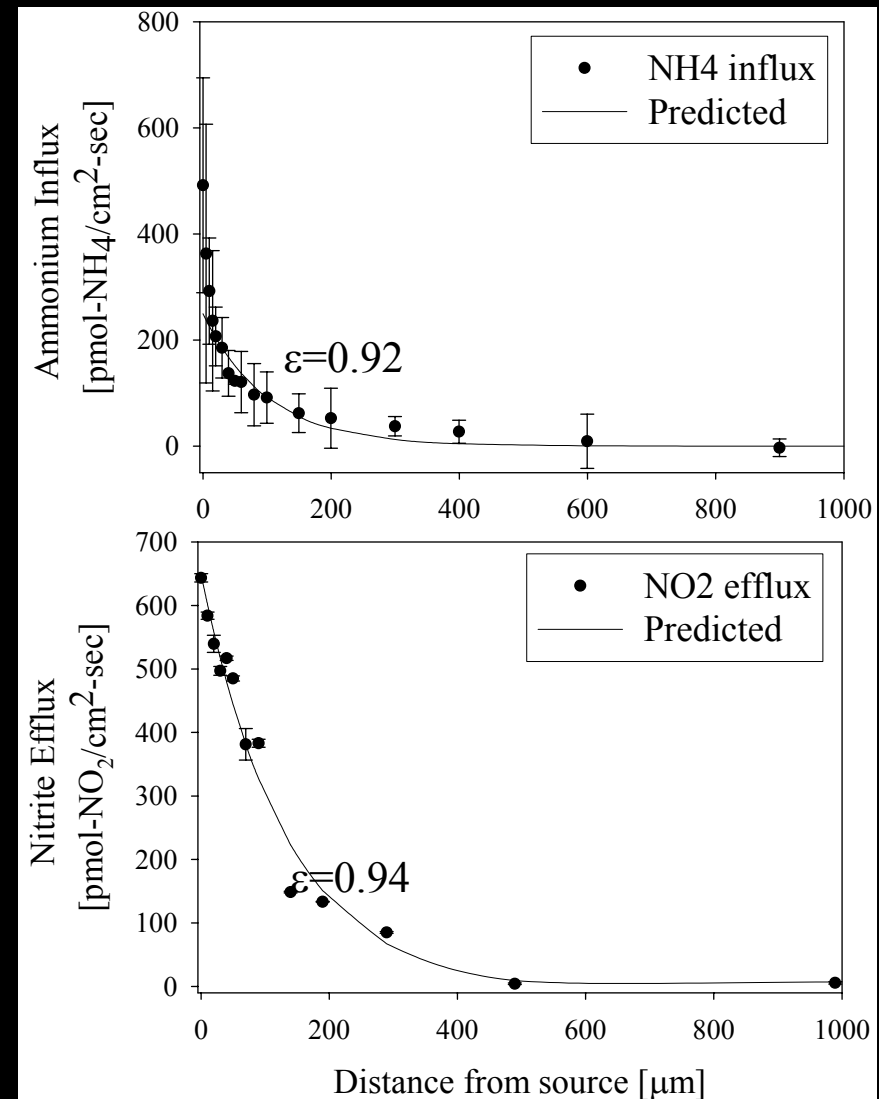 800
600
400
200
0
Ammonium Influx
[pmol-NH4/cm2-sec]
NH4 influx
Predicted
ε=0.92
0 200 400 600 800 1000
700
600
500
400
300
200
100
0
Nitrite Efflux
[pmol-NO2/cm2-sec]
NO2 efflux
Predicted
ε=0.94
0 200 400 600 800 1000
Distance from source [μm]